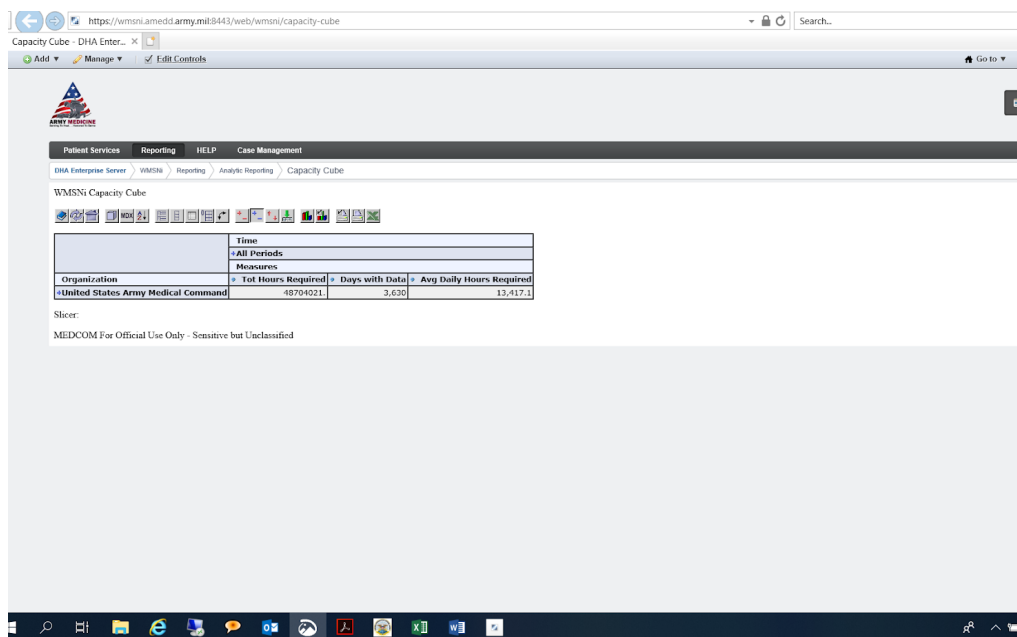 https://wmsni.amedd.army.mil:8443/web/wmsni/capacity-cube
Search...
Capacity Cube - DHA Enter...
Add Manage Edit Controls Go to
ARMY MEDICINE
Patient Services Reporting HELP Case Management
DHA Enterprise Server WMSNi Reporting Analytic Reporting Capacity Cube
WMSNi Capacity Cube
MDX
Time
All Periods
Measures
Organization Tot Hours Required Days with Data Avg Daily Hours Required
United States Army Medical Command 48704021. 3,630 13,417.1
Slicer:
MEDCOM For Official Use Only - Sensitive but Unclassified